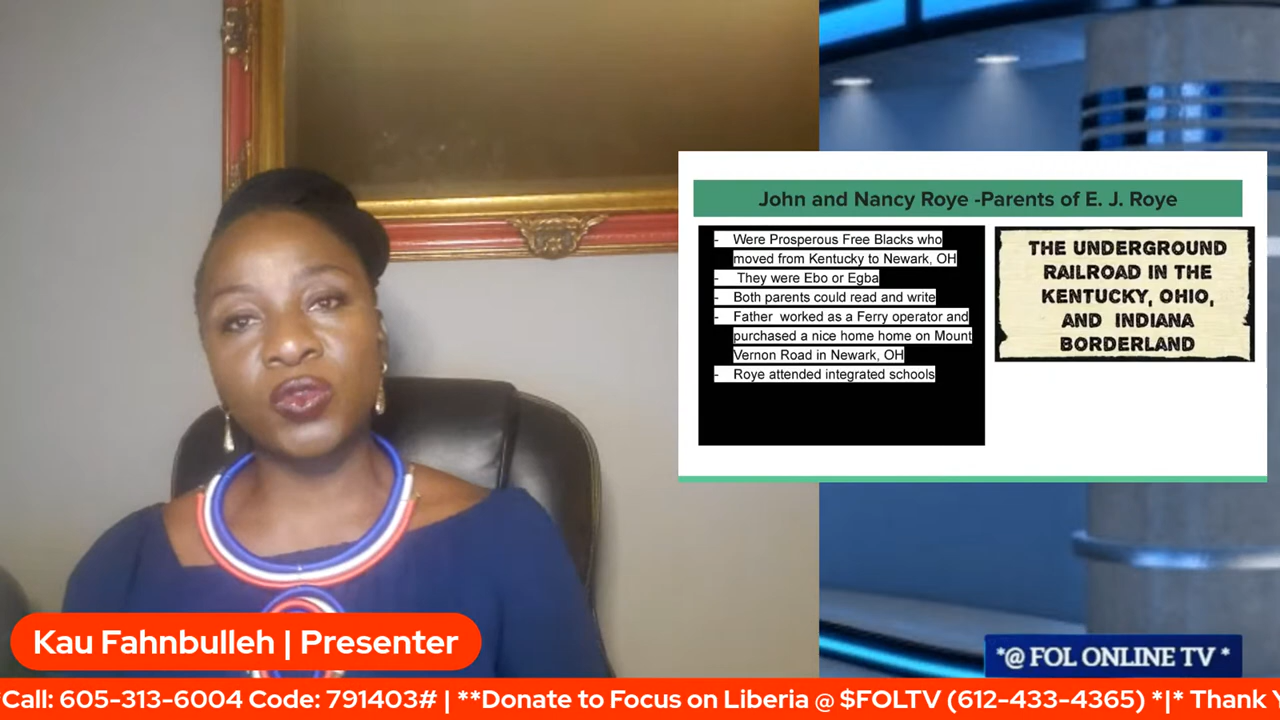 John and Nancy Roye -Parents of E. J. Roye
- Were Prosperous Free Blacks who
moved from Kentucky to Newark, OH
- They were Ebo or Egba
- Both parents could read and write
- Father worked as a Ferry operator and
purchased a nice home home on Mount
Vernon Road in Newark, OH
- Roye attended integrated schools
THE UNDERGROUND
RAILROAD IN THE
KENTUCKY, OHIO,
AND INDIANA
BORDERLAND
Kau Fahnbulleh | Presenter
*@ FOL ONLINE TV *
Call: 605-313-6004 Code: 791403# | **Donate to Focus on Liberia @ $FOLTV (612-433-4365) *|* Thank